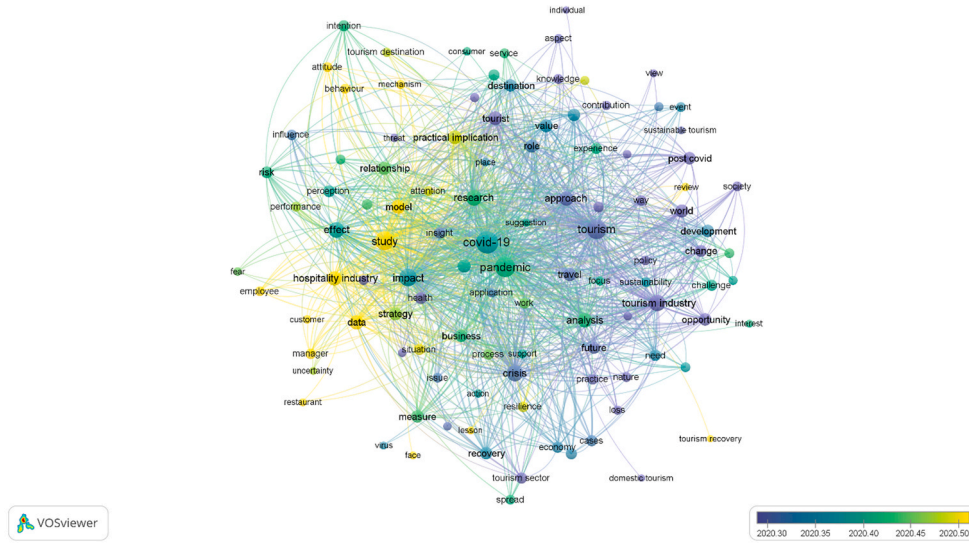 individual
intention
aspect
tourism destination
consumer
service
attitude
view
behaviour
mechanism
destination
knowledge
contribution
event
tourist
value
influence
threat
practical implication
role
experience
sustainable tourism
place
post covid
risk
relationship
perception
attention
society
review
performance
model
research
approach
way
world
effect
insight
suggestion
tourism
development
study
covid-19
change
policy
fear
hospitality industry
impact
pandemic
travel
focus
sustainability
challenge
employee
health
application
work
tourism industry
customer
data
strategy
analysis
opportunity
interest
business
manager
situation
process
support
future
need
uncertainty
issue
crisis
practice
nature
restaurant
action
resilience
measure
loss
lesson
tourism recovery
virus
face
recovery
economy
cases
tourism sector
domestic tourism
spread
VOSviewer
2020.30 2020.35 2020.40 2020.45 2020.50